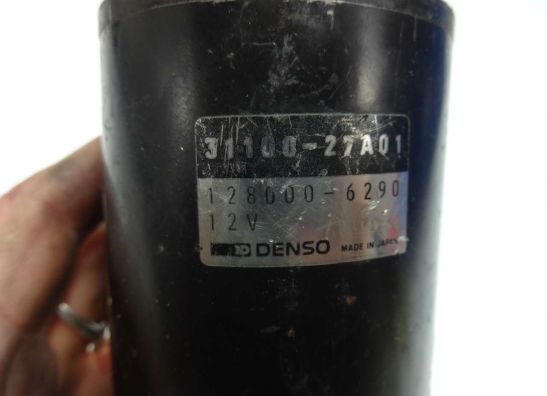 31100-27A01
128000-6290
12V
DENSO MADE IN JAPAN